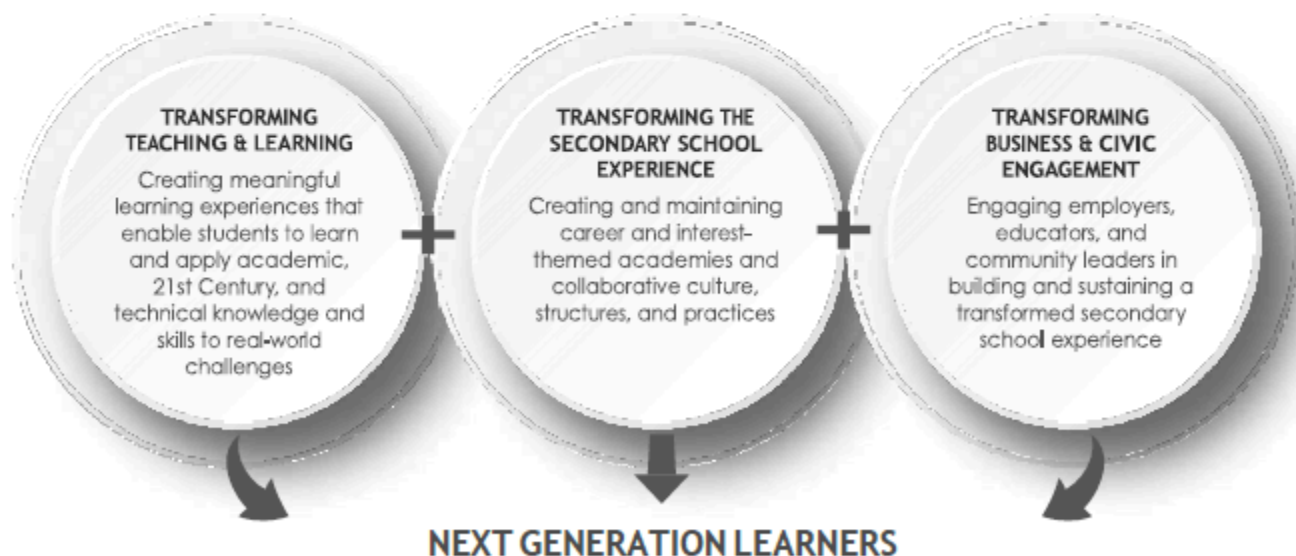 TRANSFORMING
TEACHING & LEARNING
Creating meaningful
learning experiences that
enable students to learn
and apply academic,
21st Century, and
technical knowledge and
skills to real-world
challenges
+
TRANSFORMING THE
SECONDARY SCHOOL
EXPERIENCE
Creating and maintaining
career and interest-
themed academies and
collaborative culture,
structures, and practices
+
TRANSFORMING
BUSINESS & CIVIC
ENGAGEMENT
Engaging employers,
educators, and
community leaders in
building and sustaining a
transformed secondary
school experience
NEXT GENERATION LEARNERS